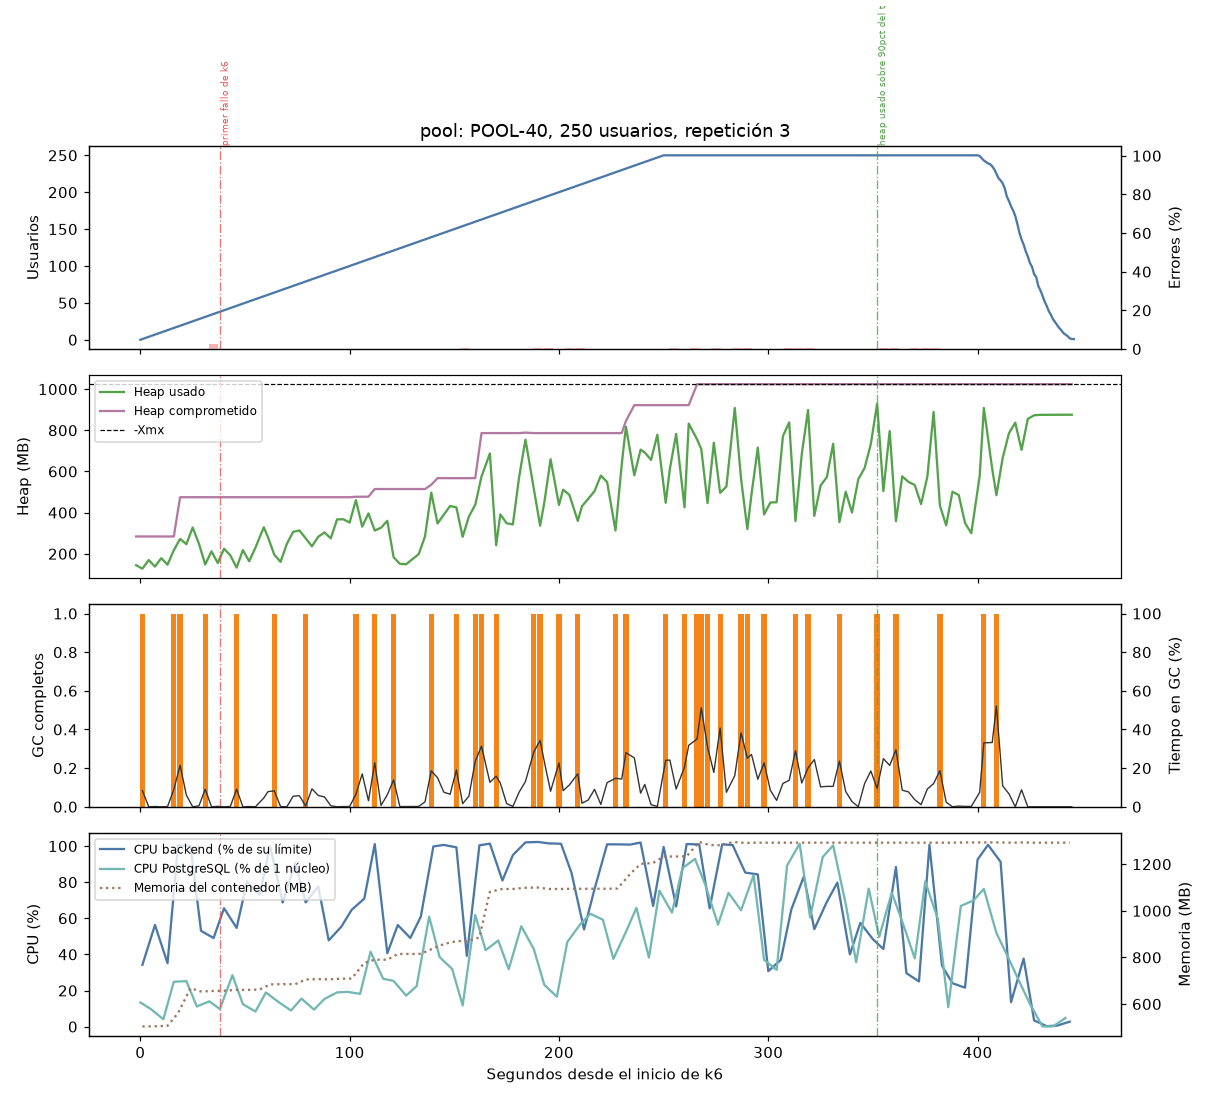 primer fallo de k6
heap usado sobre 90pct del t
pool: POOL-40, 250 usuarios, repetición 3
Usuarios
250
200
150
100
50
0
100
80
60
40
20
0
Errores (%)
Heap (MB)
1000
800
600
400
200
Heap usado
Heap comprometido
-Xmx
GC completos
1.0
0.8
0.6
0.4
0.2
0.0
100
80
60
40
20
0
Tiempo en GC (%)
CPU (%)
100
80
60
40
20
0
CPU backend (% de su límite)
CPU PostgreSQL (% de 1 núcleo)
Memoria del contenedor (MB)
1200
1000
800
600
Memoria (MB)
0 100 200 300 400
Segundos desde el inicio de k6